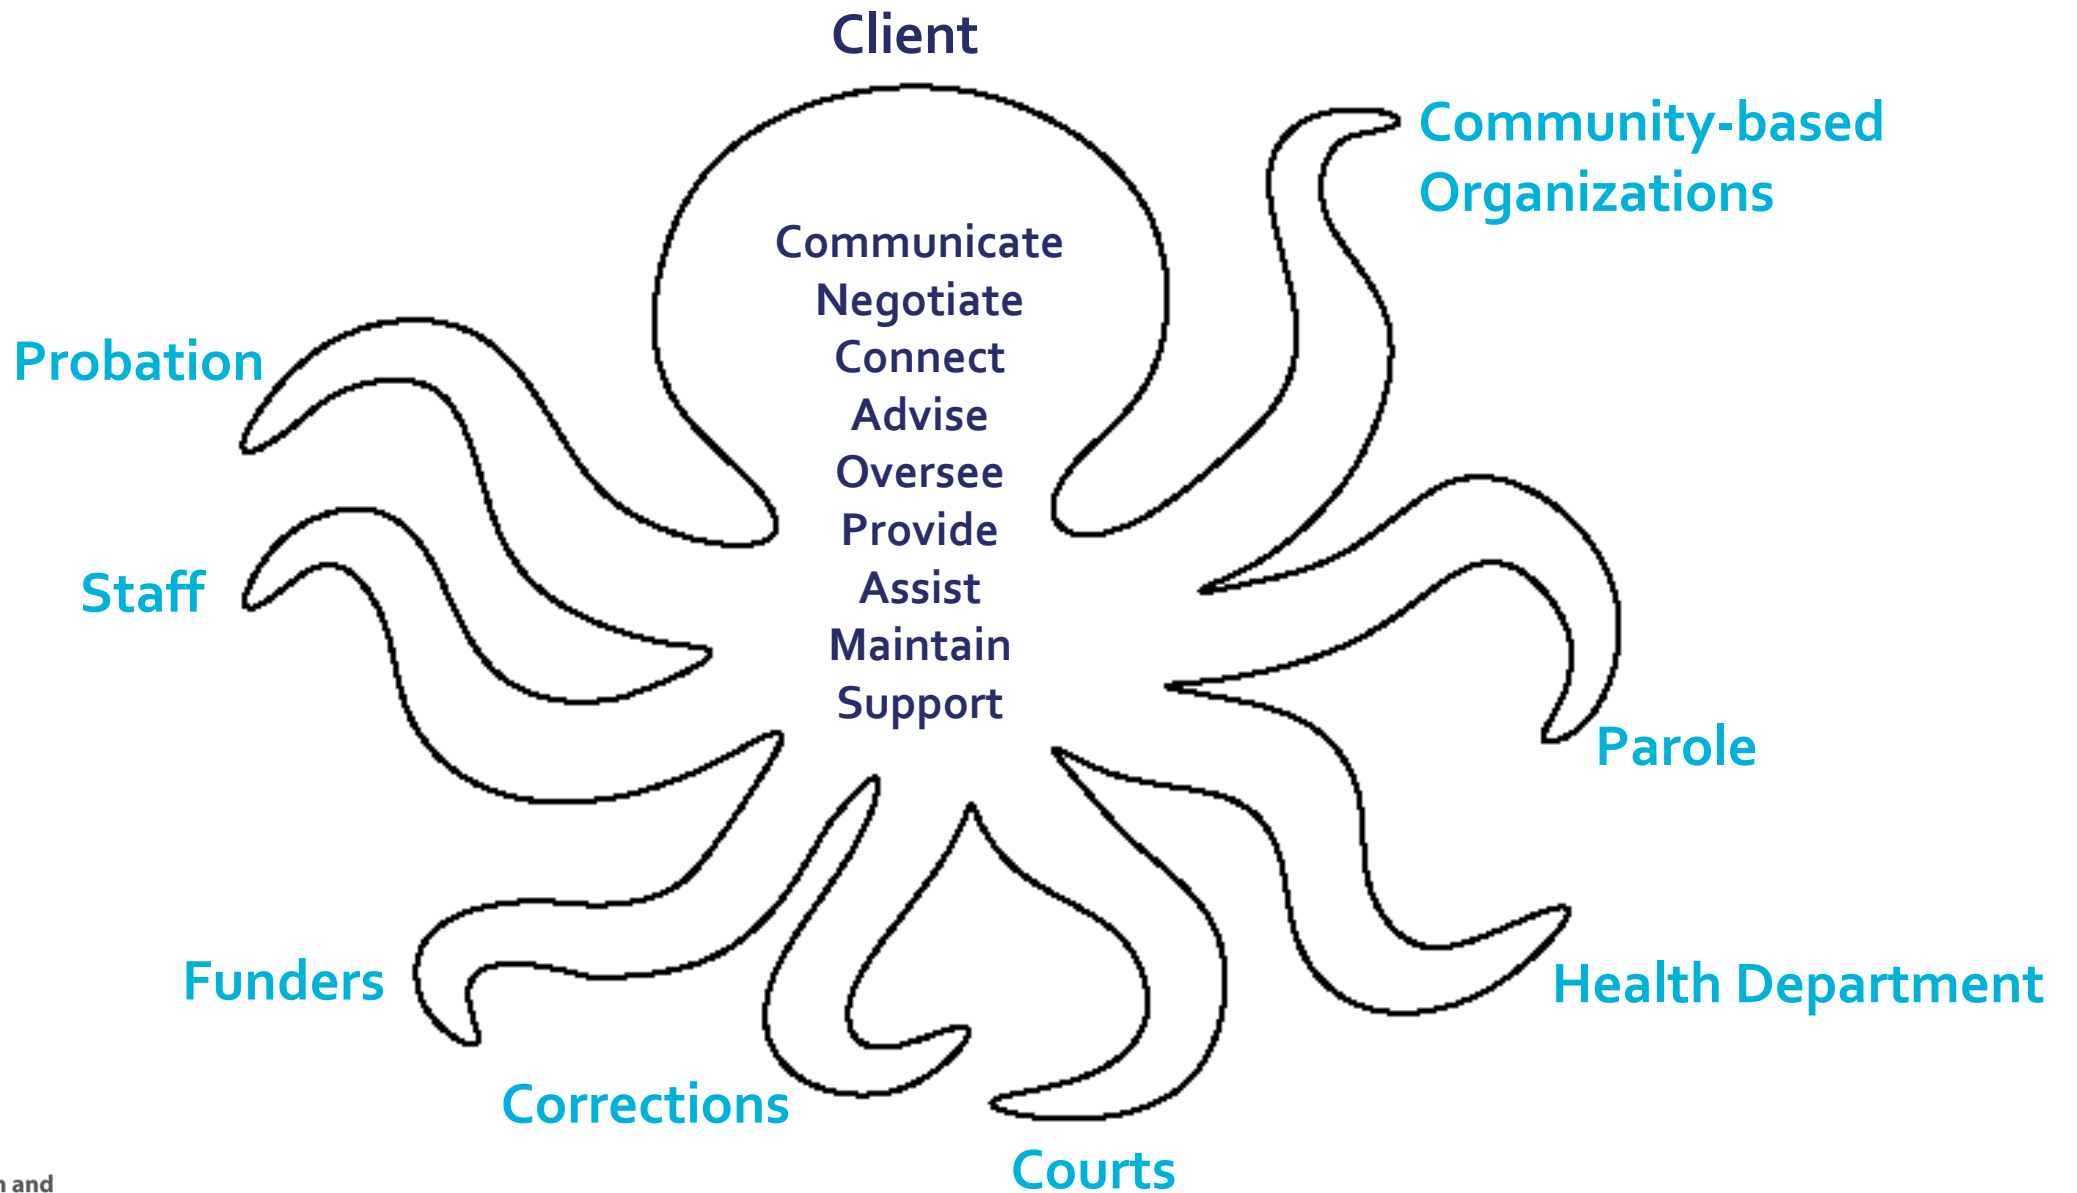 Client
Community-based
Organizations
Communicate
Negotiate
Connect
Advise
Oversee
Provide
Assist
Maintain
Support
Probation
Staff
Parole
Funders
Health Department
Corrections
Courts
and